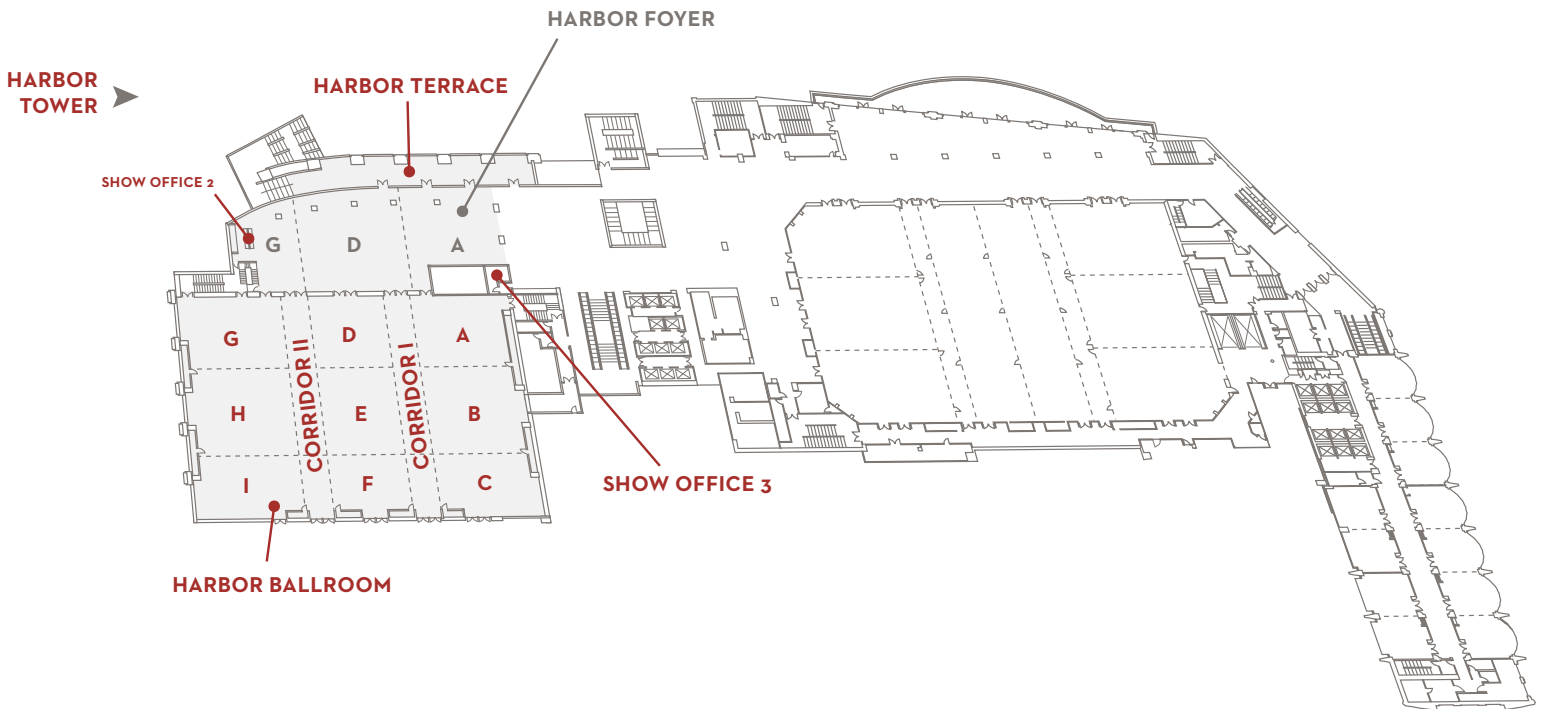 HARBOR FOYER
HARBOR
TOWER
HARBOR TERRACE
SHOW OFFICE 2
G
D
A
G
D
A
CORRIDOR II
CORRIDOR I
H
E
B
I
F
C
SHOW OFFICE 3
HARBOR BALLROOM